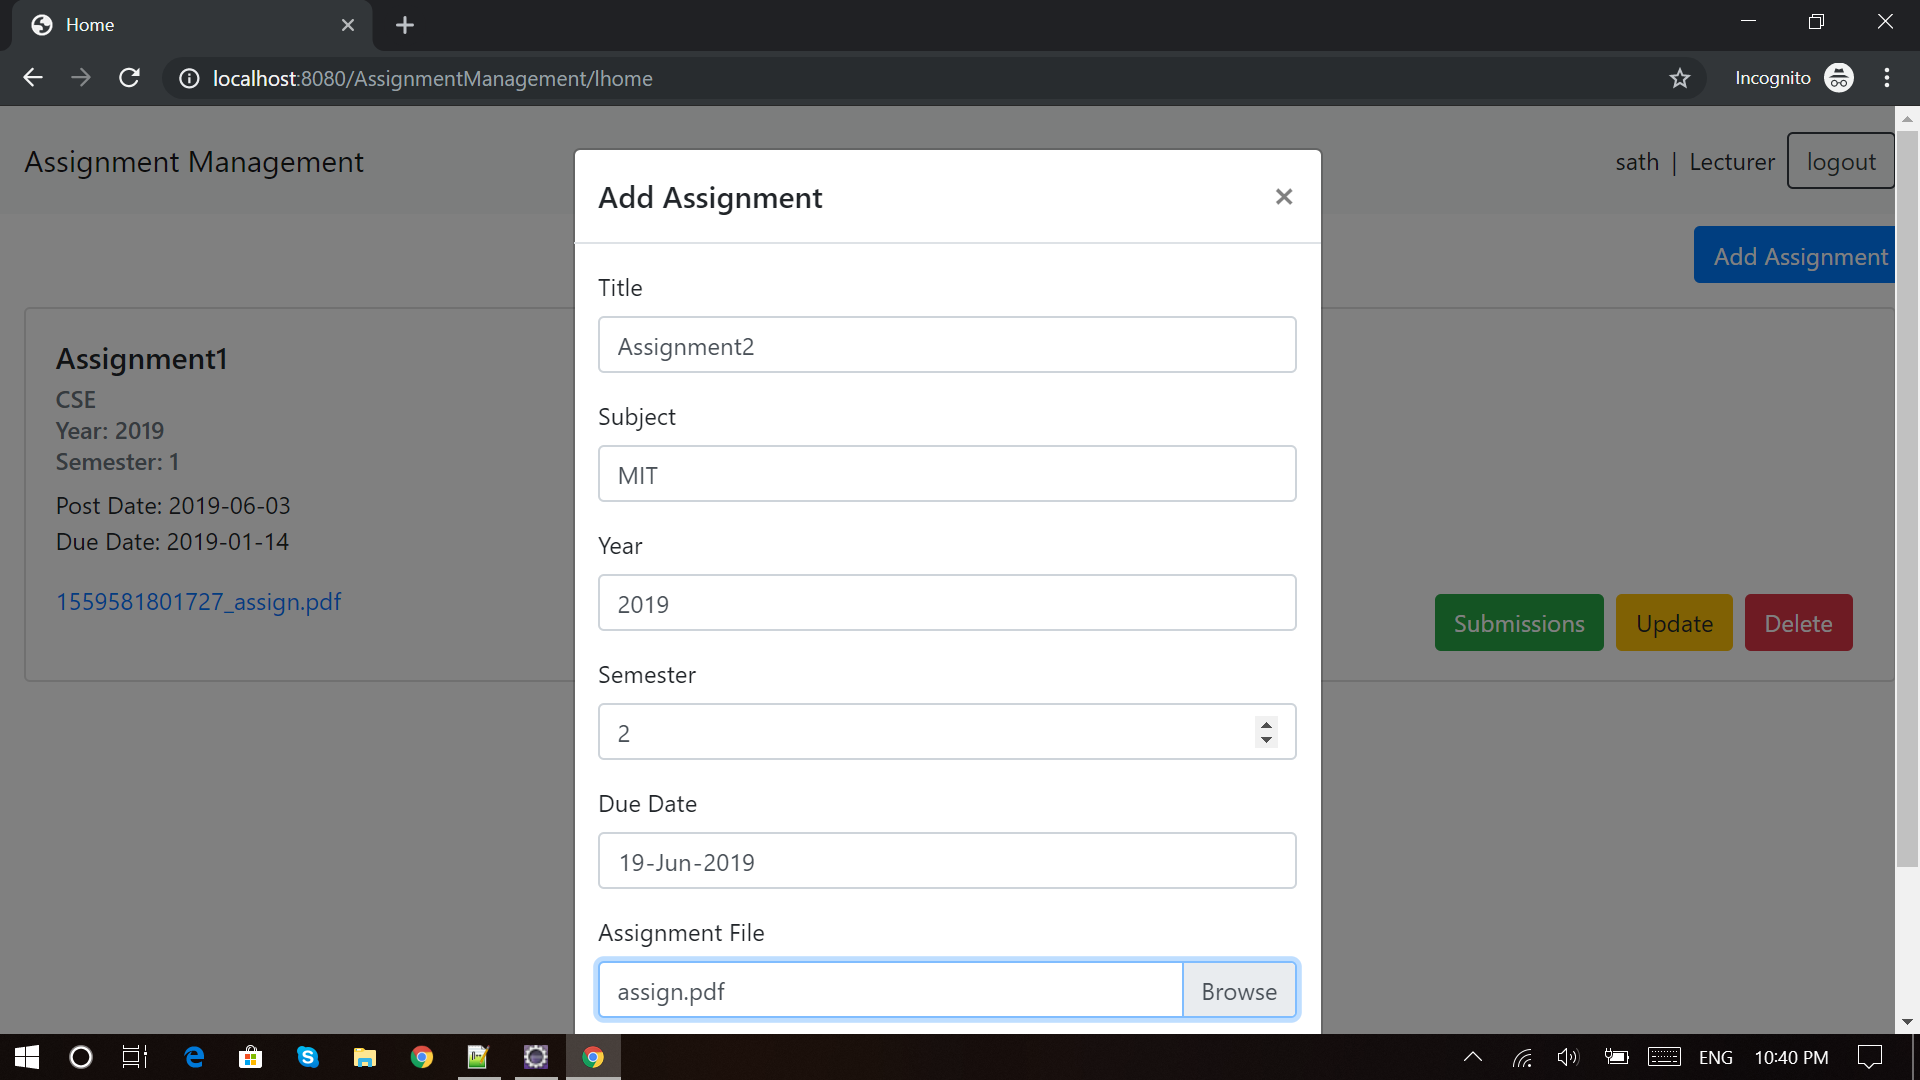 Home
localhost:8080/AssignmentManagement/lhome
Incognito
Assignment Management
sath | Lecturer logout
Add Assignment
Assignment1
CSE
Year: 2019
Semester: 1
Post Date: 2019-06-03
Due Date: 2019-01-14
1559581801727_assign.pdf
Submissions Update Delete
Add Assignment
Title
Assignment2
Subject
MIT
Year
2019
Semester
2
Due Date
19-Jun-2019
Assignment File
assign.pdf Browse
ENG 10:40 PM